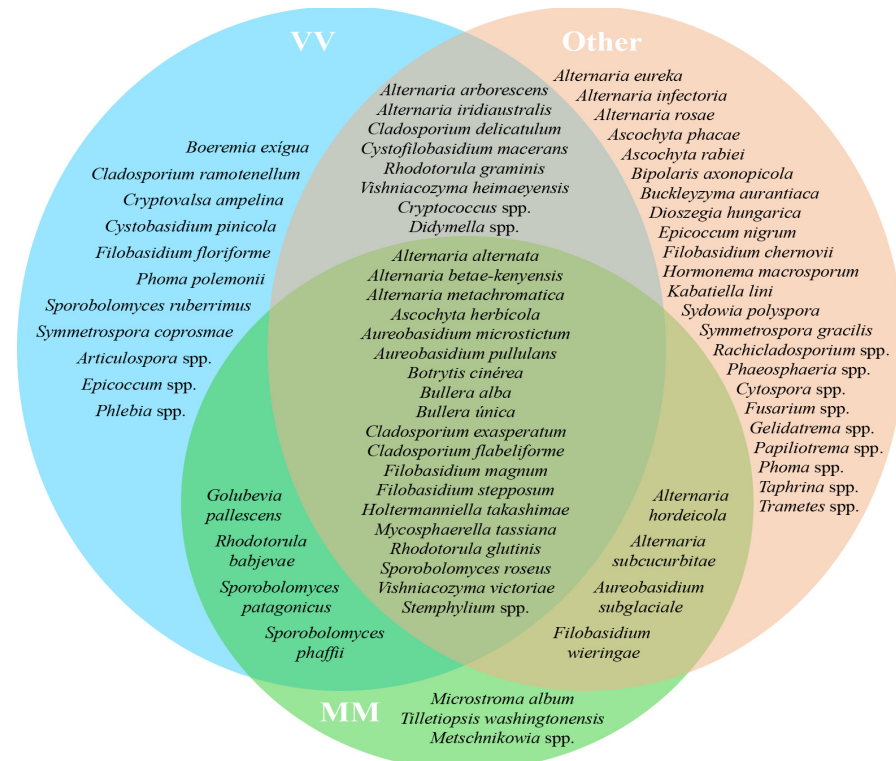 VV
Other
Boeremia exígua
Cladosporium ramotenellum
Cryptovalsa ampelina
Cystobasidium pinicola
Filobasidium floriforme
Phoma polemonii
Sporobolomyces ruberrimus
Symmetrospora coprosmae
Articulospora spp.
Epicoccum spp.
Phlebia spp.
Alternaria arborescens
Alternaria iridiaustralis
Cladosporium delicatulum
Cystofilobasidium macerans
Rhodotorula graminis
Vishniacozyma heimaeyensis
Cryptococcus spp.
Didymella spp.
Alternaria eureka
Alternaria infectoria
Alternaria rosae
Ascochyta phacae
Ascochyta rabiei
Bipolaris axonopicola
Buckleyzyma aurantiaca
Dioszegia hungarica
Epicoccum nigrum
Filobasidium chernovii
Hormonema macrosporum
Kabatiella lini
Sydowia polyspora
Symmetrospora gracilis
Rachicladosporium spp.
Phaeosphaeria spp.
Cytospora spp.
Fusarium spp.
Gelidatrema spp.
Papiliotrema spp.
Phoma spp.
Taphrina spp.
Trametes spp.
Alternaria alternata
Alternaria betae-kenyensis
Alternaria metachromatica
Ascochyta herbícola
Aureobasidium microstictum
Aureobasidium pullulans
Botrytis cinérea
Bullera alba
Bullera única
Cladosporium exasperatum
Cladosporium flabeliforme
Filobasidium magnum
Filobasidium stepposum
Holtermanniella takashimae
Mycosphaerella tassiana
Rhodotorula glutinis
Sporobolomyces roseus
Vishniacozyma victoriae
Stemphylium spp.
Golubevia
pallescens
Rhodotorula
babjevae
Sporobolomyces
patagonicus
Sporobolomyces
phaffii
Alternaria
hordeicola
Alternaria
subcucurbitae
Aureobasidium
subglaciale
Filobasidium
wieringae
MM
Microstroma album
Tilletiopsis washingtonensis
Metschnikowia spp.